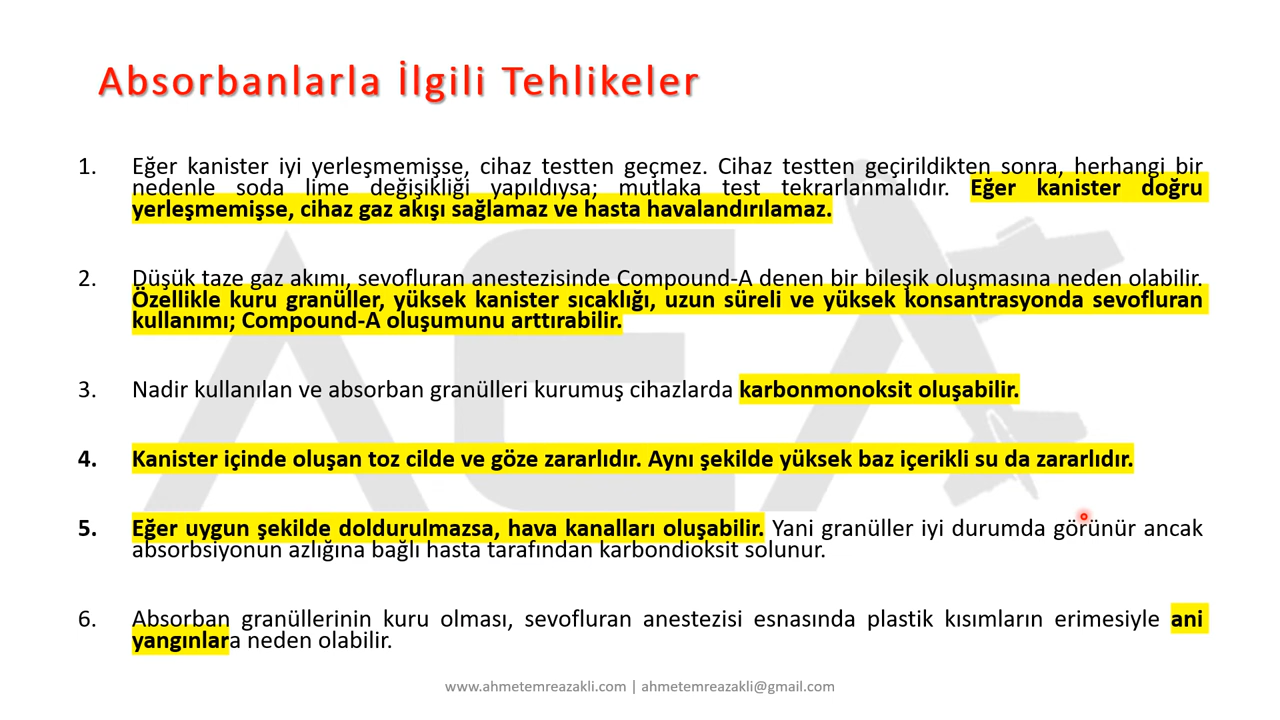 Absorbanlarla İlgili Tehlikeler
1. Eğer kanister iyi yerleşmemişse, cihaz testten geçmez. Cihaz testten geçirildikten sonra, herhangi bir
nedenle soda lime değişikliği yapıldıysa; mutlaka test tekrarlanmalıdır. Eğer kanister doğru
yerleşmemişse, cihaz gaz akışı sağlamaz ve hasta havalandırılamaz.
2. Düşük taze gaz akımı, sevofluran anestezisinde Compound-A denen bir bileşik oluşmasına neden olabilir.
Özellikle kuru granüller, yüksek kanister sıcaklığı, uzun süreli ve yüksek konsantrasyonda sevofluran
kullanımı; Compound-A oluşumunu arttırabilir.
3. Nadir kullanılan ve absorban granülleri kurumuş cihazlarda karbonmonoksit oluşabilir.
4. Kanister içinde oluşan toz cilde ve göze zararlıdır. Aynı şekilde yüksek baz içerikli su da zararlıdır.
5. Eğer uygun şekilde doldurulmazsa, hava kanalları oluşabilir. Yani granüller iyi durumda görünür ancak
absorbsiyonun azlığına bağlı hasta tarafından karbondioksit solunur.
6. Absorban granüllerinin kuru olması, sevofluran anestezisi esnasında plastik kısımların erimesiyle ani
yangınlara neden olabilir.
AEA
www.ahmetemreazakli.com | ahmetemreazakli@gmail.com